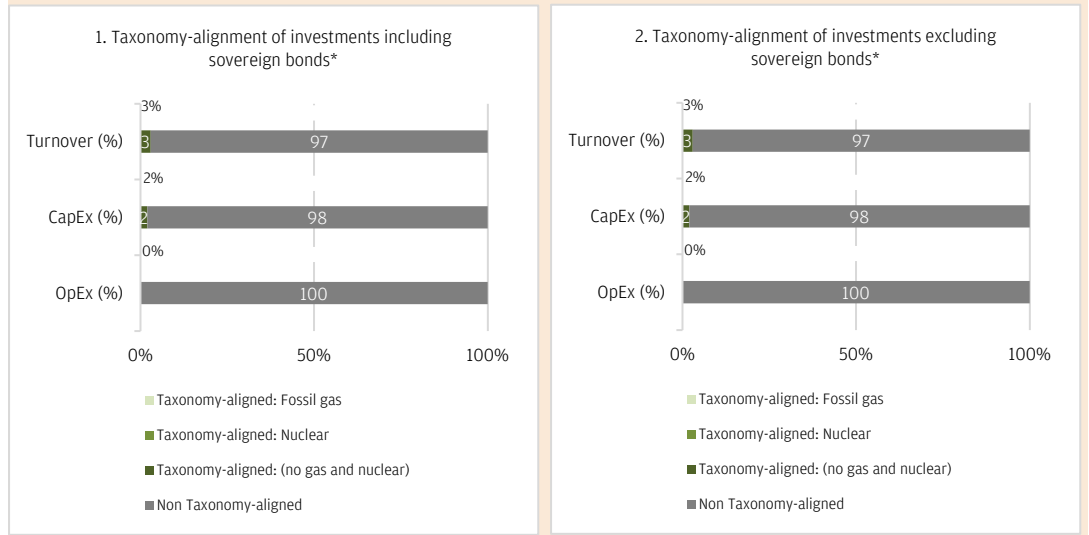 1. Taxonomy-alignment of investments including
sovereign bonds*
3%
Turnover (%) 3 97
2%
CapEx (%) 2 98
0%
OpEx (%) 100
0% 50% 100%
Taxonomy-aligned: Fossil gas
Taxonomy-aligned: Nuclear
Taxonomy-aligned: (no gas and nuclear)
Non Taxonomy-aligned
2. Taxonomy-alignment of investments excluding
sovereign bonds*
3%
Turnover (%) 3 97
2%
CapEx (%) 2 98
0%
OpEx (%) 100
0% 50% 100%
Taxonomy-aligned: Fossil gas
Taxonomy-aligned: Nuclear
Taxonomy-aligned: (no gas and nuclear)
Non Taxonomy-aligned